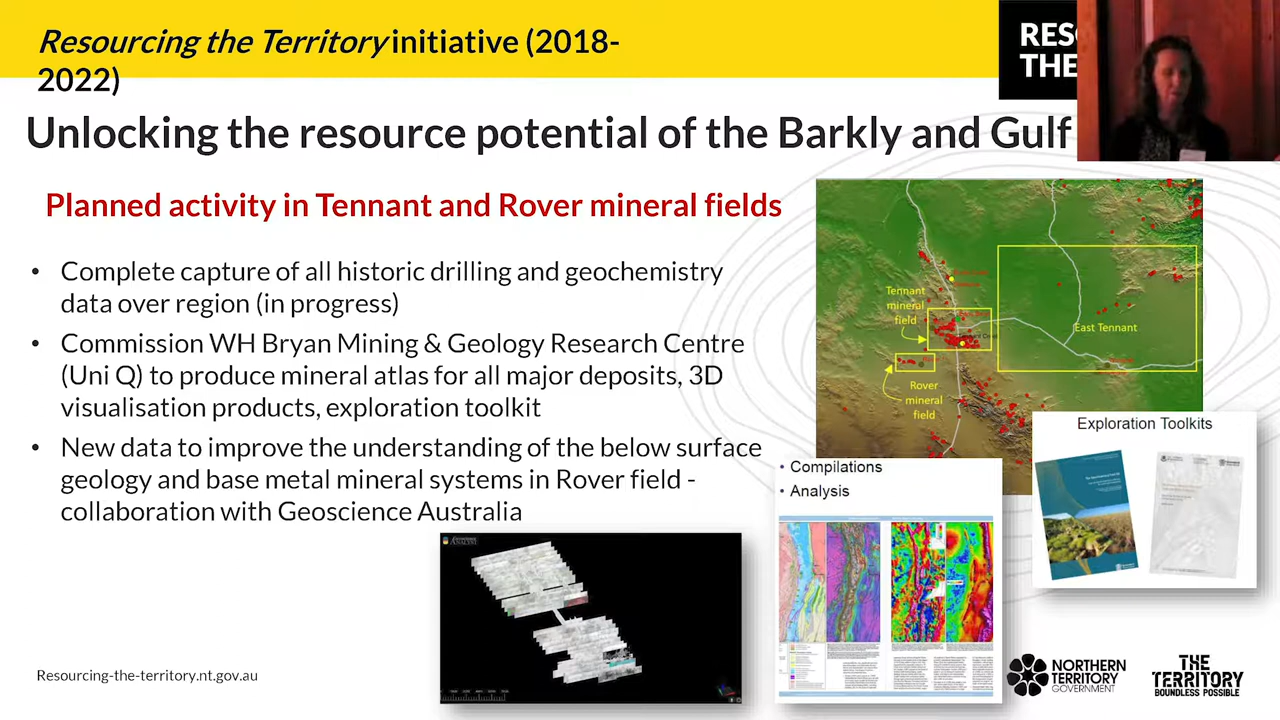 Resourcing the Territory initiative (2018-
2022)
RES
THE
Unlocking the resource potential of the Barkly and Gulf
Planned activity in Tennant and Rover mineral fields
• Complete capture of all historic drilling and geochemistry
data over region (in progress)
• Commission WH Bryan Mining & Geology Research Centre
(Uni Q) to produce mineral atlas for all major deposits, 3D
visualisation products, exploration toolkit
• New data to improve the understanding of the below surface
geology and base metal mineral systems in Rover field -
collaboration with Geoscience Australia
Tennant
mineral
field
East Tennant
Rover
mineral
field
Exploration Toolkits
• Compilations
• Analysis
Resourcing-the-territory.nt.gov.au
NORTHERN
TERRITORY
GOVERNMENT
THE
TERRITORY
BOUNDLESS POSSIBLE